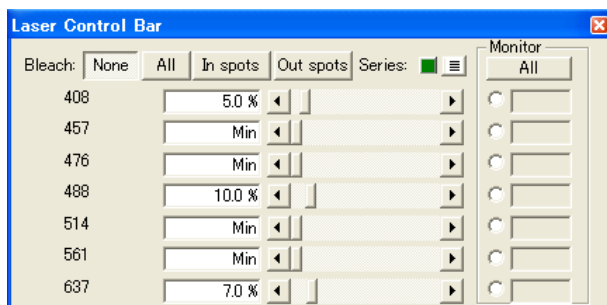 Laser Control Bar
Monitor
Bleach: None All In spots Out spots Series: All
408 5.0 %
457 Min
476 Min
488 10.0 %
514 Min
561 Min
637 7.0 %